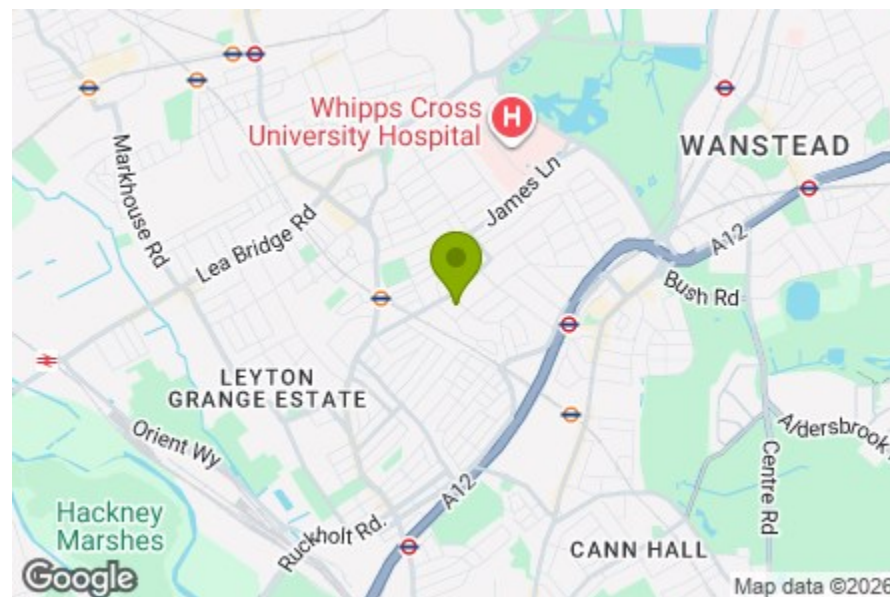 Whipps Cross
University Hospital
H
WANSTEAD
James Ln
Markhouse Rd
Lea Bridge Rd
A12
Bush Rd
LEYTON
GRANGE ESTATE
Orient Wy
Aldersbrook
Centre Rd
A12
Hackney
Marshes
Ruckholt Rd.
CANN HALL
Google
Map data ©2026